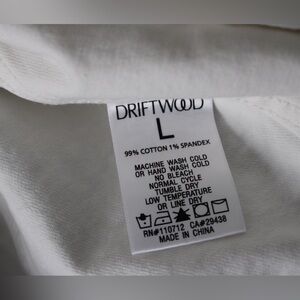 DRIFTWOOD
L
99% COTTON 1% SPANDEX
MACHINE WASH COLD
OR HAND WASH COLD
NO BLEACH
NORMAL CYCLE
TUMBLE DRY
LOW TEMPERATURE
OR LINE DRY
RN#110712 CA#29438
MADE IN CHINA